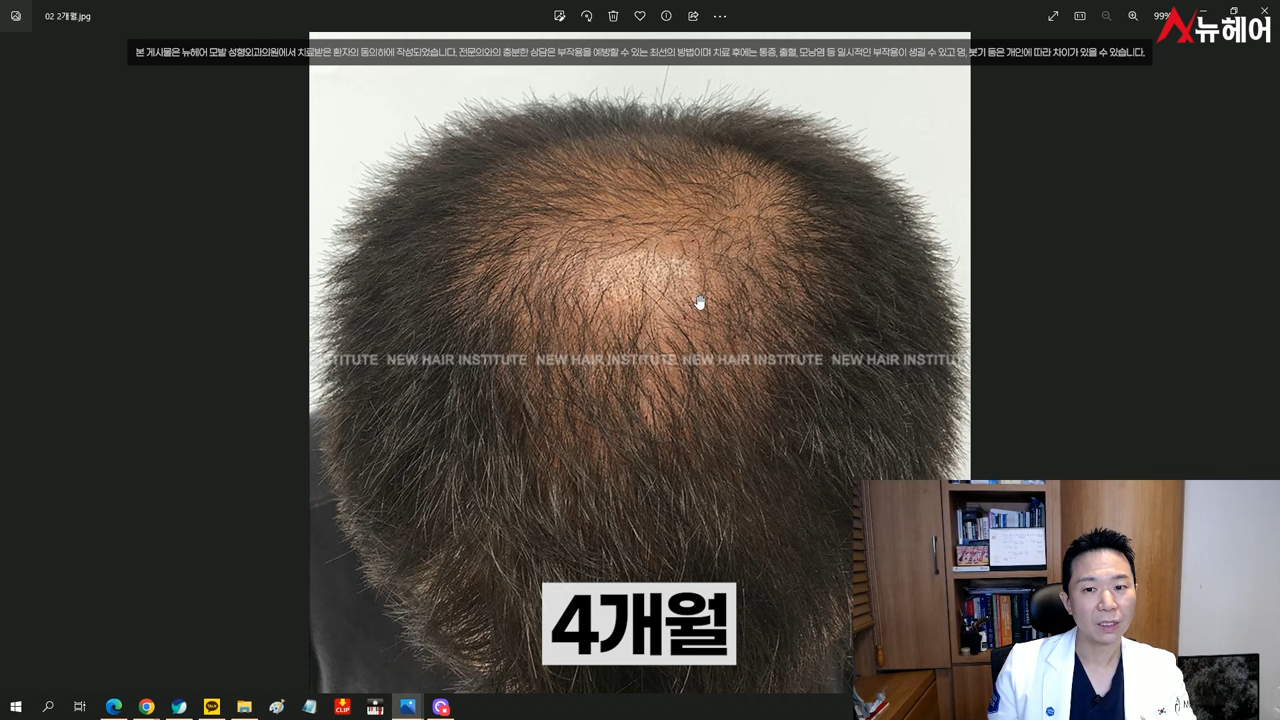 02 2개월.jpg
99%
뉴헤어
본 게시물은 뉴헤어 모발 성형외과의원에서 치료받은 환자의 동의하에 작성되었습니다. 전문의와의 충분한 상담은 부작용을 예방할 수 있는 최선의 방법이며 치료 후에는 통증, 출혈, 모낭염 등 일시적인 부작용이 생길 수 있고 멍, 붓기 등은 개인에 따라 차이가 있을 수 있습니다.
TITUTE NEW HAIR INSTITUTE NEW HAIR INSTITUTE NEW HAIR INSTITUTE NEW HAIR INSTITUT
4개월
TALK
CLIP